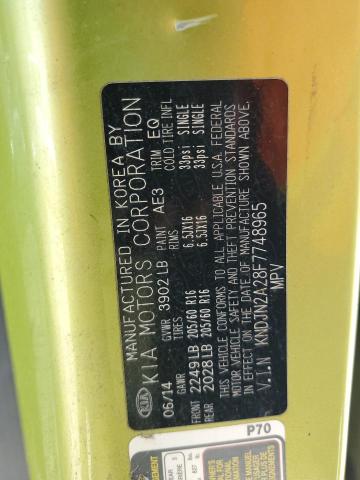 MANUFACTURED IN KOREA BY
KIA MOTORS CORPORATION
KIA
06/14 GVWR 3902 LB PAINT AE3 TRIM EQ
GAWR TIRES RIMS COLD TIRE INFL
FRONT 2249 LB 205/60 R16 6.5JX16 33psi SINGLE
REAR 2028 LB 205/60 R16 6.5JX16 33psi SINGLE
THIS VEHICLE CONFORMS TO ALL APPLICABLE U.S.A. FEDERAL
MOTOR VEHICLE SAFETY AND THEFT PREVENTION STANDARDS
IN EFFECT ON THE DATE OF MANUFACTURE SHOWN ABOVE.
V.I.N KNDJN2A28F7748965
MPV
P70